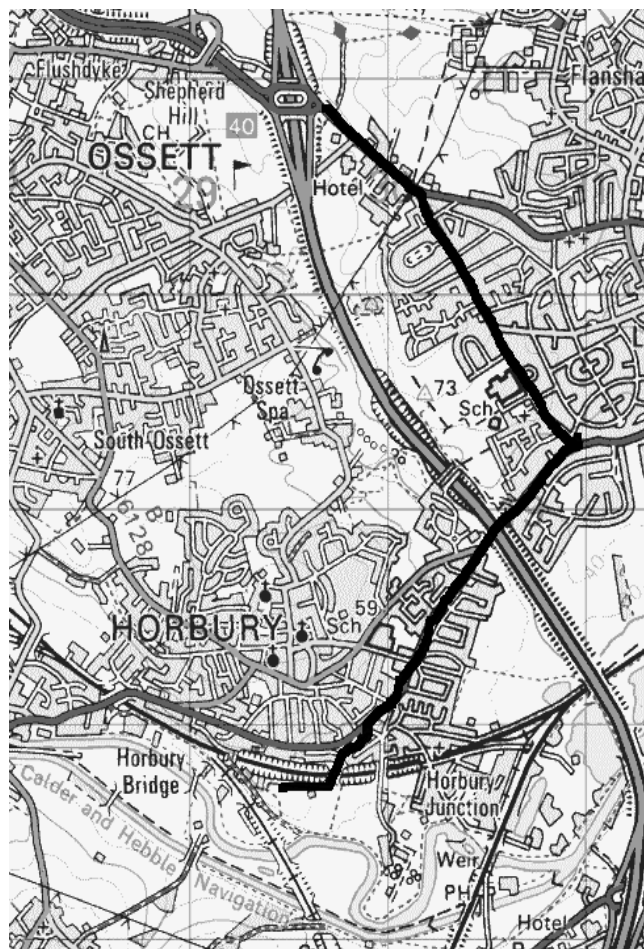 Flushdyke
Shepherd
Hill
CH
40
Flansha
OSSETT
29
Hotel
Ossett
Spa
73
Sch
South Ossett
77
B 6128
HORBURY
Sch
59
Horbury
Bridge
Horbury
Junction
Calder and Hebble Navigation
Weir
PH
Hotel